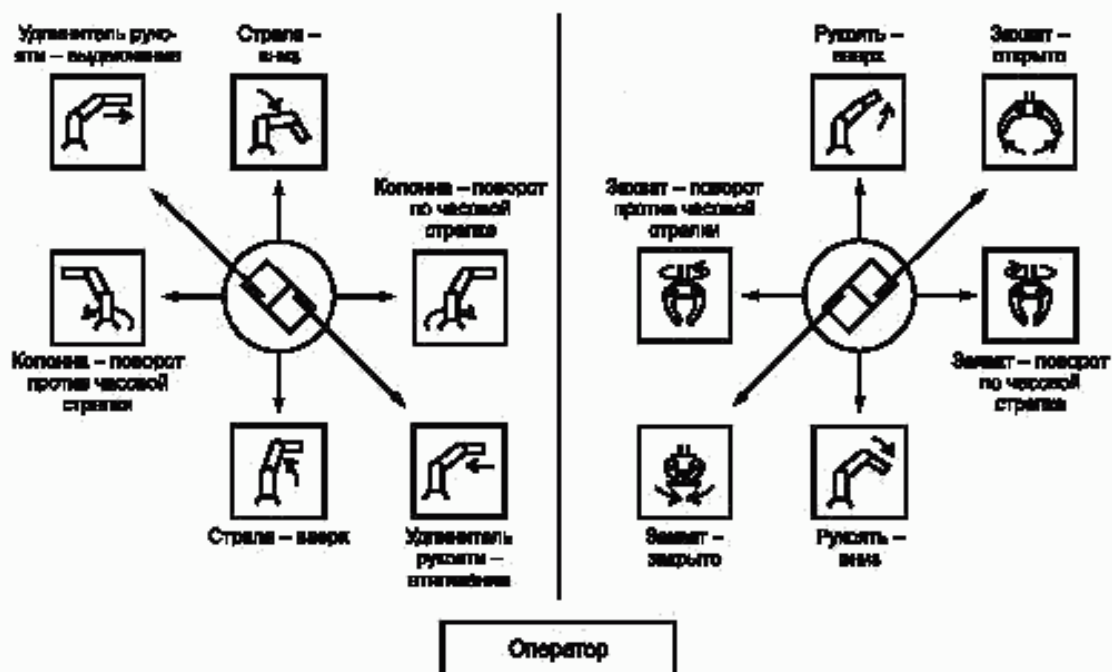 Удлинитель руко-
яти – выдвижение
Стрела –
вниз
Колонна – поворот
по часовой
стрелке
Колонна – поворот
против часовой
стрелки
Стрела – вверх
Удлинитель
рукояти –
втягивание
Рукоять –
вверх
Захват –
открыто
Захват – поворот
против часовой
стрелки
Захват – поворот
по часовой
стрелке
Захват –
закрыто
Рукоять –
вниз
Оператор